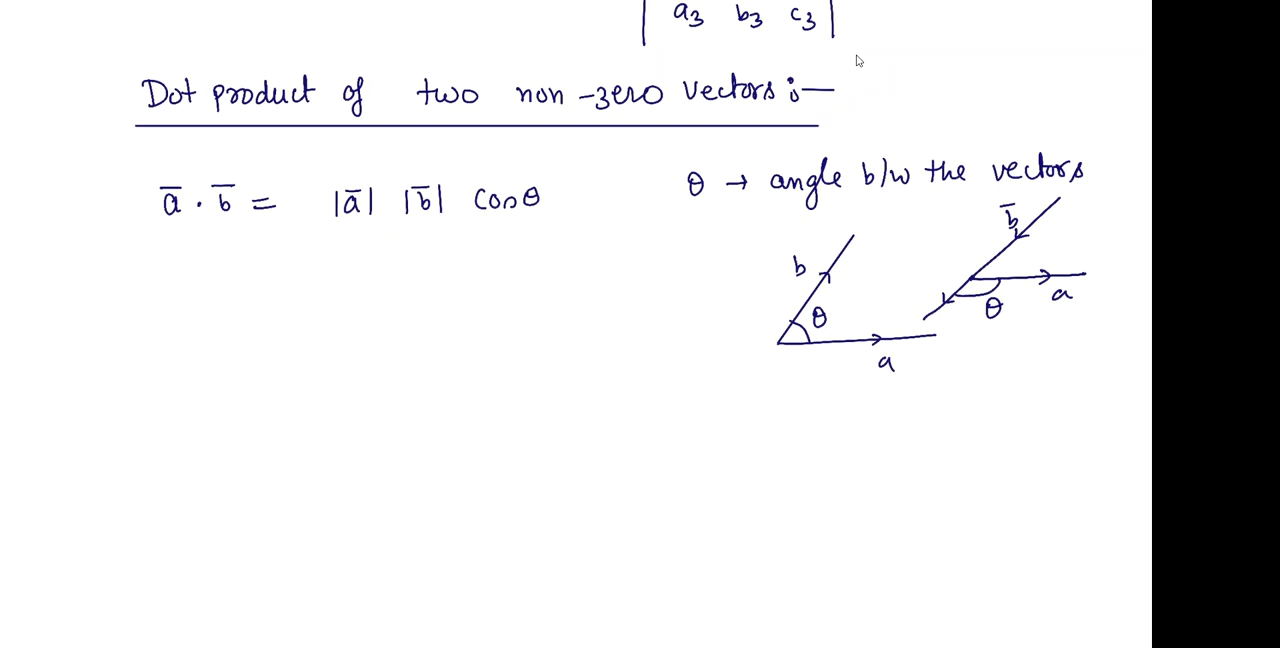 | a3 b3 c3 |
Dot product of two non-zero vectors :—
a̅ . b̅ = |a̅| |b̅| cosθ
θ → angle b/w the vectors
b θ a
b̅ θ a